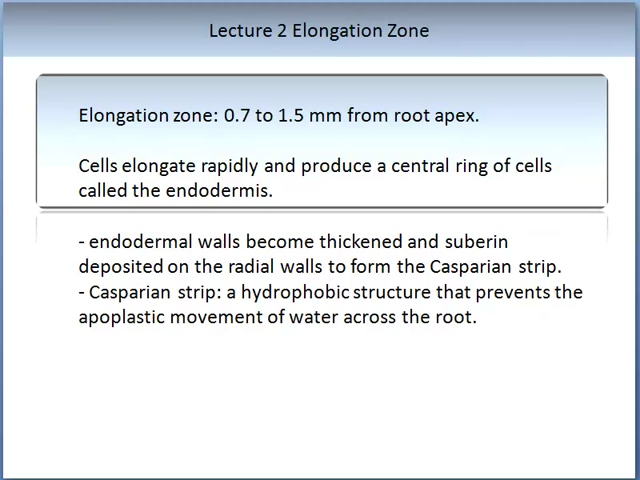 Lecture 2 Elongation Zone
Elongation zone: 0.7 to 1.5 mm from root apex.
Cells elongate rapidly and produce a central ring of cells
called the endodermis.
- endodermal walls become thickened and suberin
deposited on the radial walls to form the Casparian strip.
- Casparian strip: a hydrophobic structure that prevents the
apoplastic movement of water across the root.